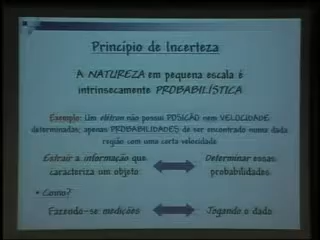 Princípio de Incerteza
A NATUREZA em pequena escala é
intrinsecamente PROBABILÍSTICA
Exemplo: Um elétron não possui POSIÇÃO nem VELOCIDADE
determinadas; apenas PROBABILIDADES de ser encontrado numa dada
região com uma certa velocidade
Extrair a informação que
caracteriza um objeto
Determinar essas
probabilidades
• Como?
Fazendo-se medições
Jogando o dado